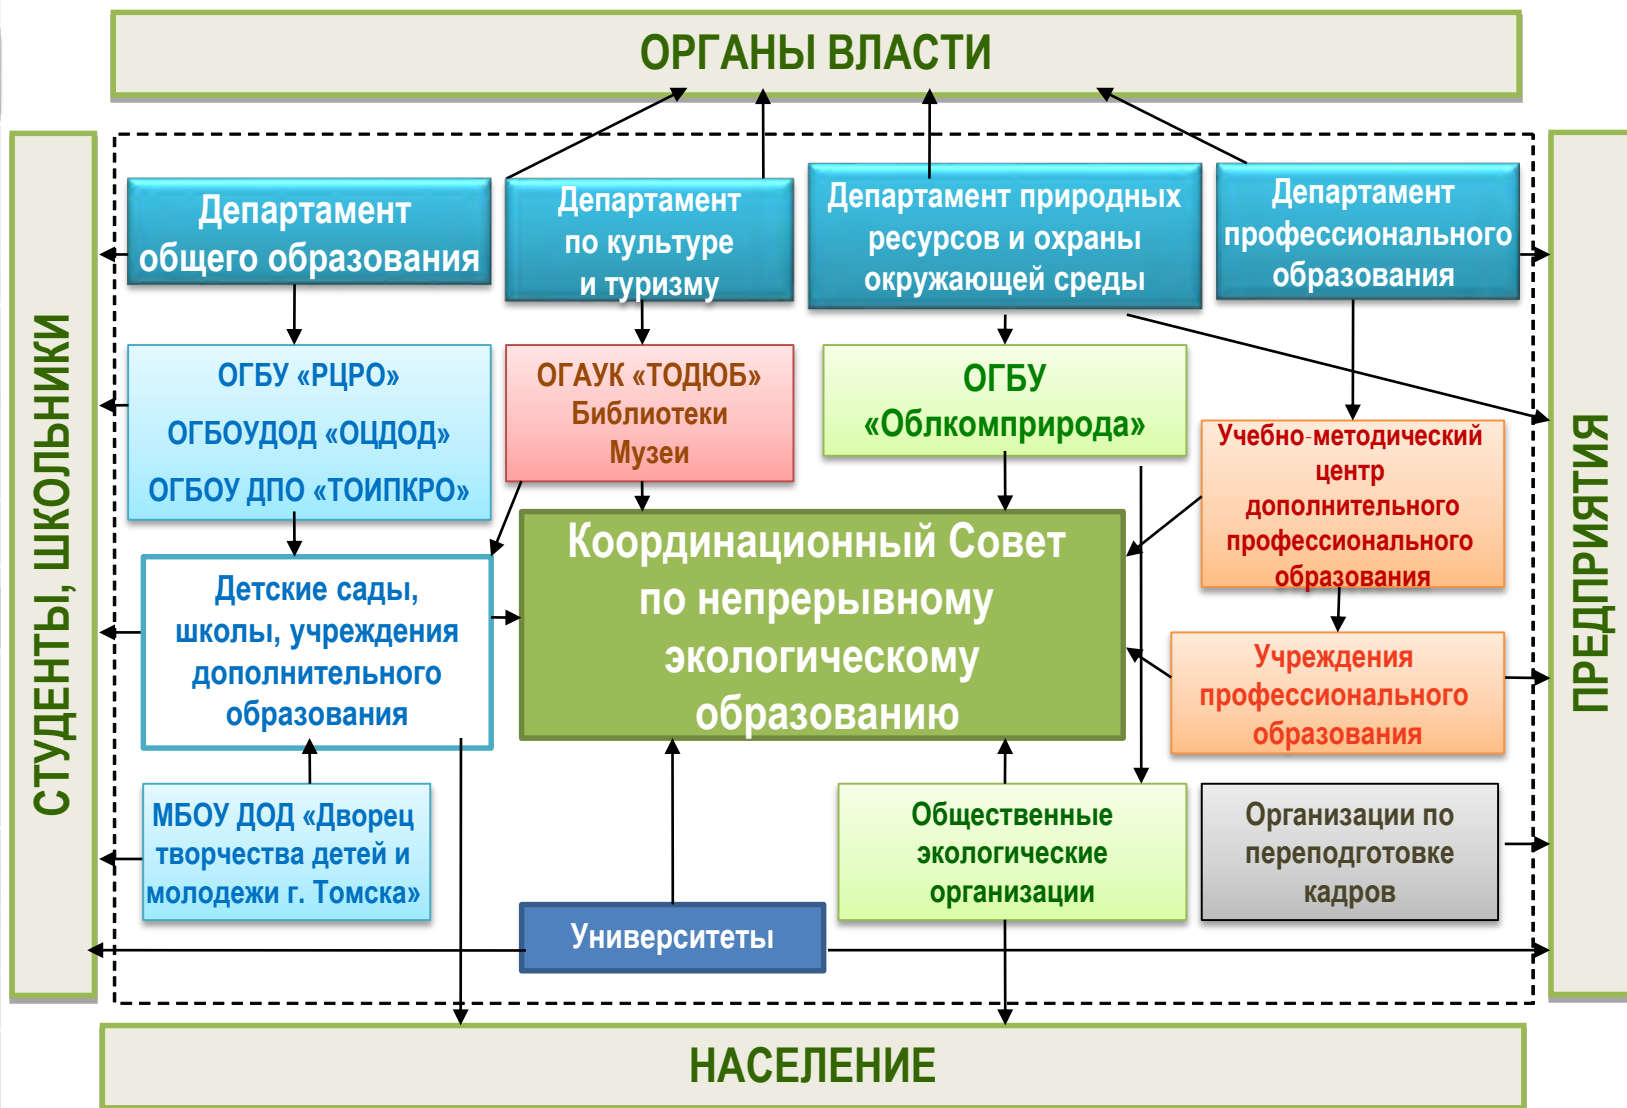 ОРГАНЫ ВЛАСТИ
СТУДЕНТЫ, ШКОЛЬНИКИ
Департамент
общего образования
Департамент
по культуре
и туризму
Департамент природных
ресурсов и охраны
окружающей среды
Департамент
профессионального
образования
ПРЕДПРИЯТИЯ
ОГБУ «РЦРО»
ОГБОУДОД «ОЦДОД»
ОГБОУ ДПО «ТОИПКРО»
ОГАУК «ТОДЮБ»
Библиотеки
Музеи
ОГБУ
«Облкомприрода»
Учебно-методический
центр
дополнительного
профессионального
образования
Детские сады,
школы, учреждения
дополнительного
образования
Координационный Совет
по непрерывному
экологическому
образованию
Учреждения
профессионального
образования
МБОУ ДОД «Дворец
творчества детей и
молодежи г. Томска»
Университеты
Общественные
экологические
организации
Организации по
переподготовке
кадров
НАСЕЛЕНИЕ